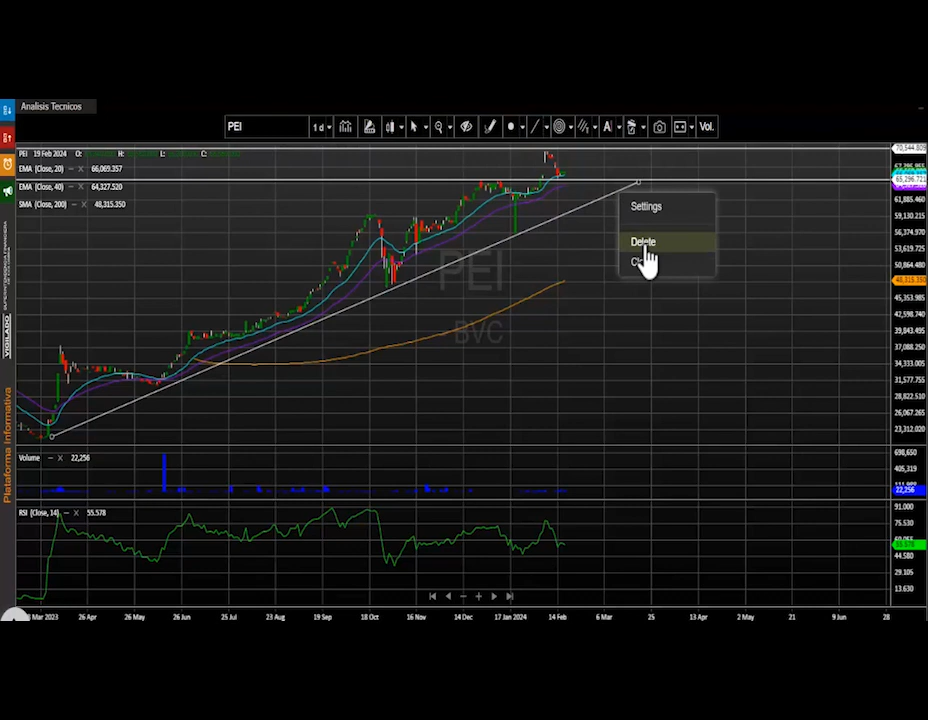 Analisis Tecnicos
PEI
1 d
A
Vol.
PEI 19 Feb 2024 O: H: L: C:
EMA (Close, 20) — X 66,069.357
EMA (Close, 40) — X 64,327.520
SMA (Close, 200) — X 48,315.350
PEI
BVC
Settings
Delete
70,544.809
65,296.721
61,885.460
59,130.215
56,374.970
53,619.725
50,864.480
48,315.350
45,353.985
42,598.740
39,843.495
37,088.250
34,333.005
31,577.755
28,822.510
26,067.265
23,312.020
Volume — X 22,256
698,650
405,319
22,256
RSI (Close, 14) — X 55.578
91.000
75.530
44.580
29.105
13.630
Mar 2023 26 Apr 26 May 26 Jun 26 Jul 23 Aug 19 Sep 18 Oct 16 Nov 14 Dec 17 Jan 2024 14 Feb 6 Mar 25 13 Apr 2 May 21 9 Jun 28
VIGILADO
Plataforma Informativa